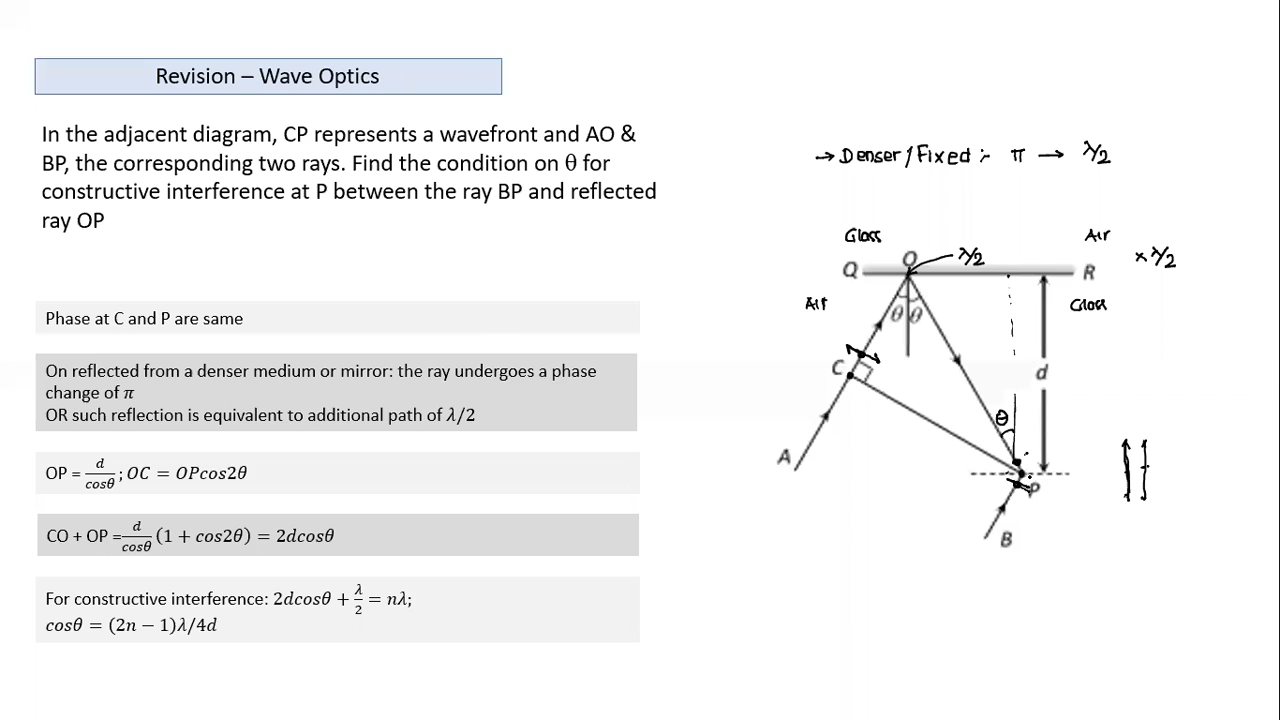 Revision – Wave Optics
In the adjacent diagram, CP represents a wavefront and AO &
BP, the corresponding two rays. Find the condition on θ for
constructive interference at P between the ray BP and reflected
ray OP
Phase at C and P are same
On reflected from a denser medium or mirror: the ray undergoes a phase
change of π
OR such reflection is equivalent to additional path of λ/2
OP = d/cosθ ; OC = OPcos2θ
CO + OP = d/cosθ (1 + cos2θ) = 2dcosθ
For constructive interference: 2dcosθ + λ/2 = nλ;
cosθ = (2n − 1)λ/4d
→ Denser / Fixed :- π → λ/2
Glass
Air
O
λ/2
× λ/2
Q
R
Air
Glass
θ θ
C
d
θ
A
P
B